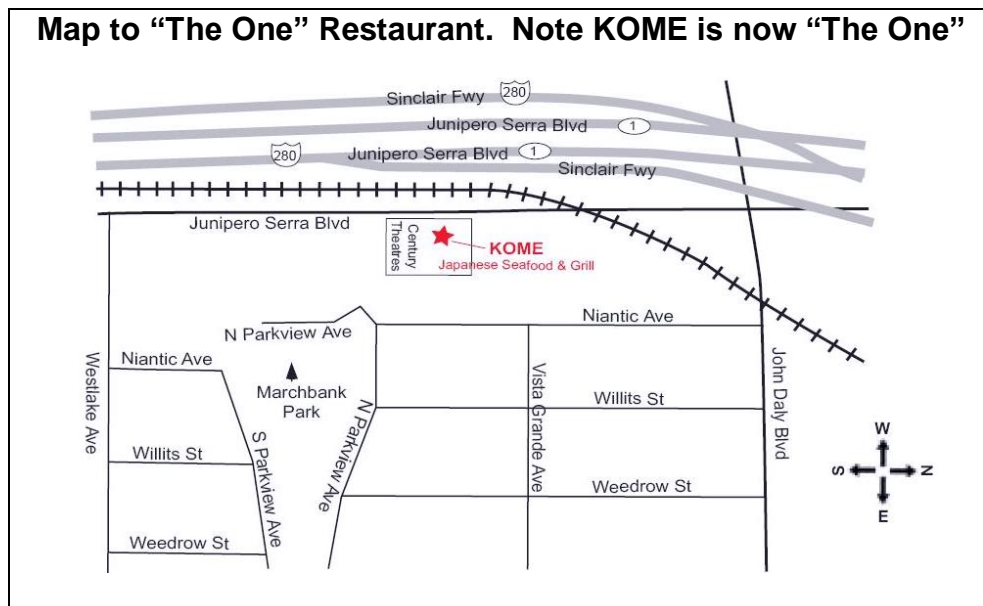 Map to “The One” Restaurant.  Note KOME is now “The One”
Sinclair Fwy 280
Junipero Serra Blvd 1
280 Junipero Serra Blvd 1
Sinclair Fwy
Junipero Serra Blvd
Century
Theatres
KOME
Japanese Seafood & Grill
N Parkview Ave
Niantic Ave
Niantic Ave
Westlake Ave
Marchbank
Park
Vista Grande Ave
John Daly Blvd
N Parkview Ave
Willits St
Willits St
S Parkview Ave
Weedrow St
Weedrow St
W
S N
E